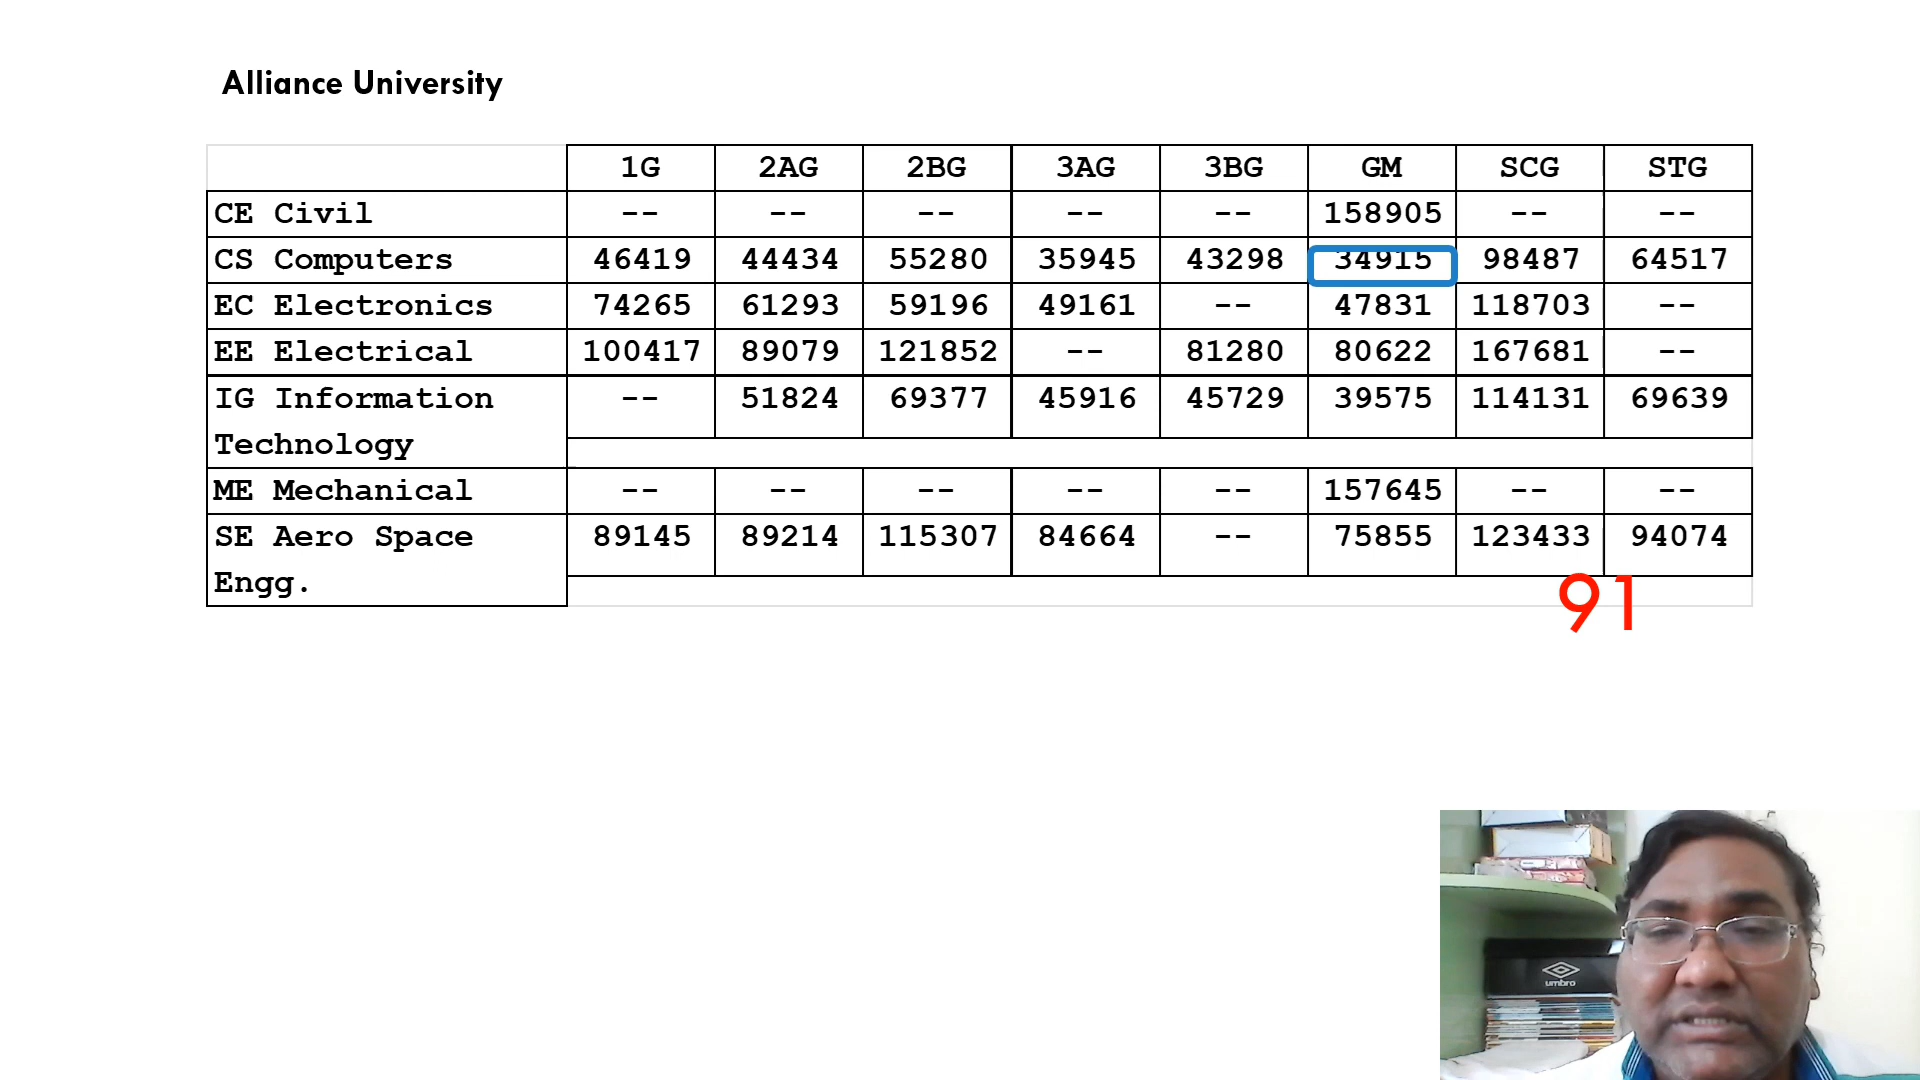 Alliance University
1G 2AG 2BG 3AG 3BG GM SCG STG
CE Civil -- -- -- -- -- 158905 -- --
CS Computers 46419 44434 55280 35945 43298 34915 98487 64517
EC Electronics 74265 61293 59196 49161 -- 47831 118703 --
EE Electrical 100417 89079 121852 -- 81280 80622 167681 --
IG Information -- 51824 69377 45916 45729 39575 114131 69639
Technology
ME Mechanical -- -- -- -- -- 157645 -- --
SE Aero Space 89145 89214 115307 84664 -- 75855 123433 94074
Engg.
91
umbro